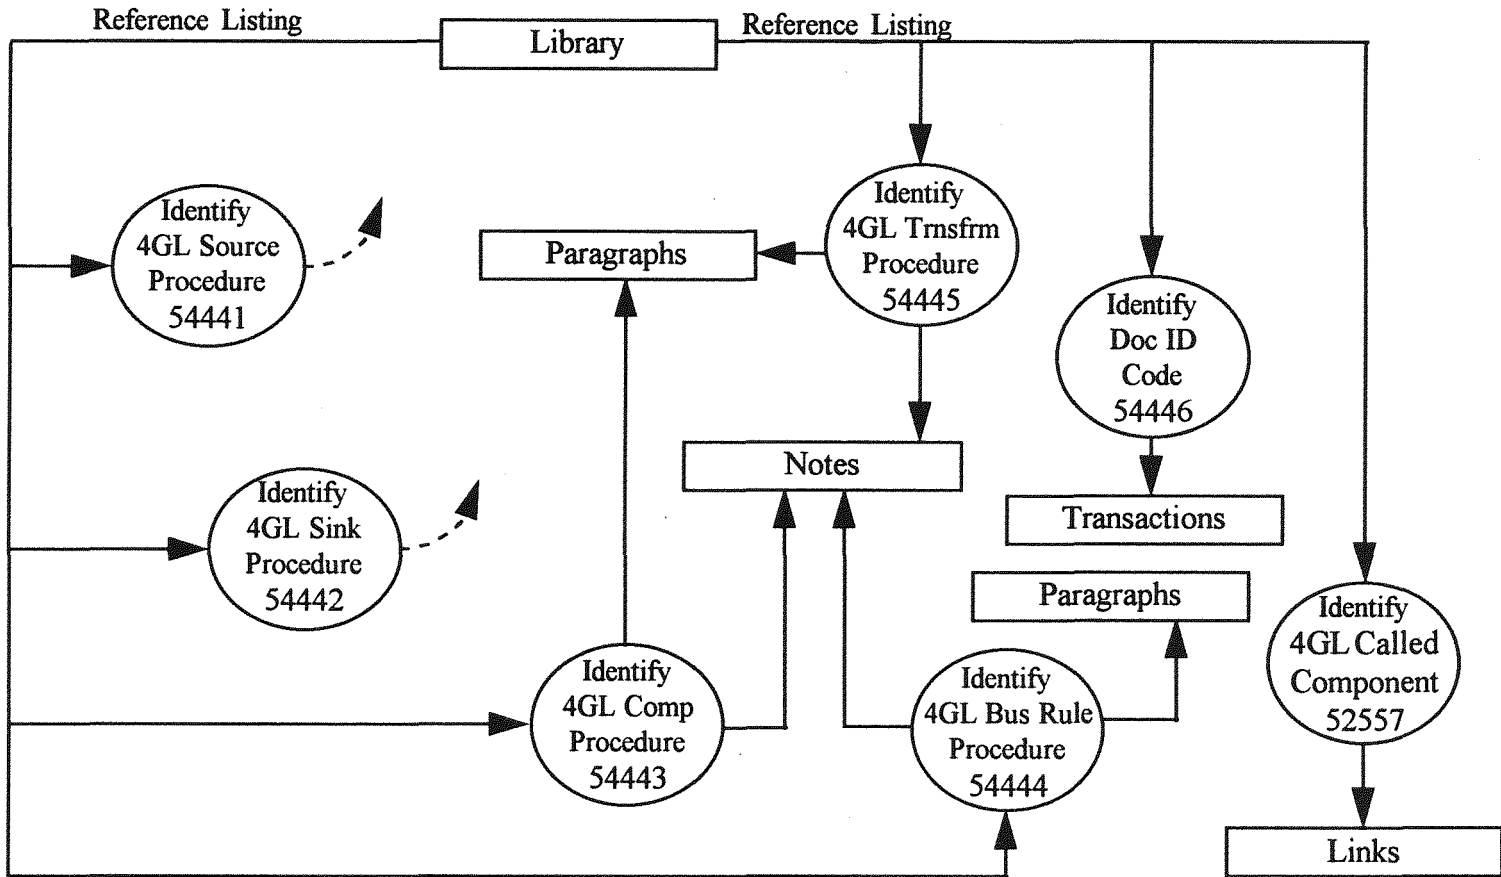 Reference Listing
Library
Reference Listing
Identify
4GL Source
Procedure
54441
Paragraphs
Identify
4GL Trnsfrm
Procedure
54445
Identify
Doc ID
Code
54446
Notes
Identify
4GL Sink
Procedure
54442
Transactions
Paragraphs
Identify
4GL Comp
Procedure
54443
Identify
4GL Bus Rule
Procedure
54444
Identify
4GL Called
Component
52557
Links